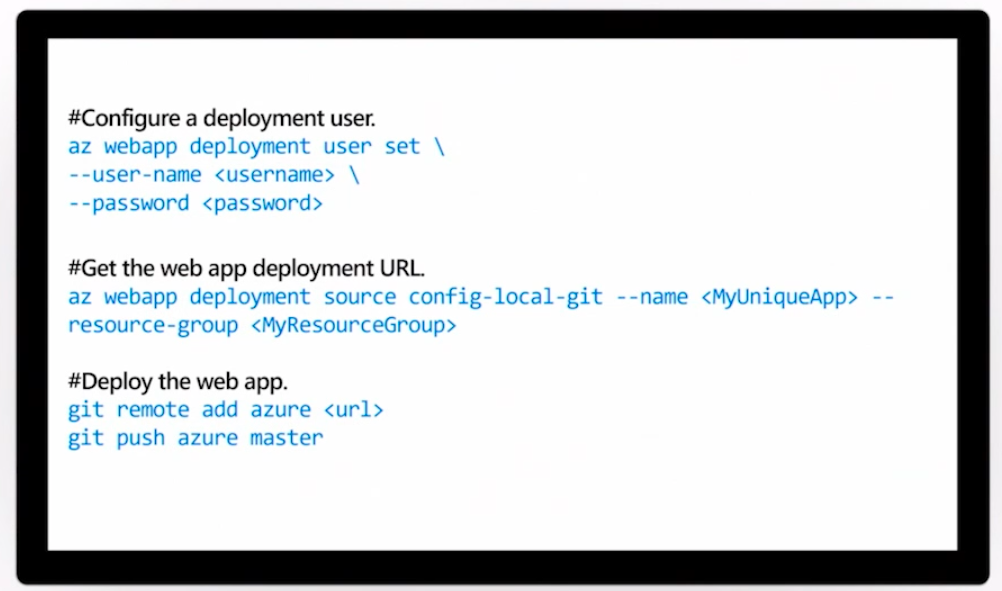 #Configure a deployment user.
az webapp deployment user set \
--user-name <username> \
--password <password>
#Get the web app deployment URL.
az webapp deployment source config-local-git --name <MyUniqueApp> --
resource-group <MyResourceGroup>
#Deploy the web app.
git remote add azure <url>
git push azure master